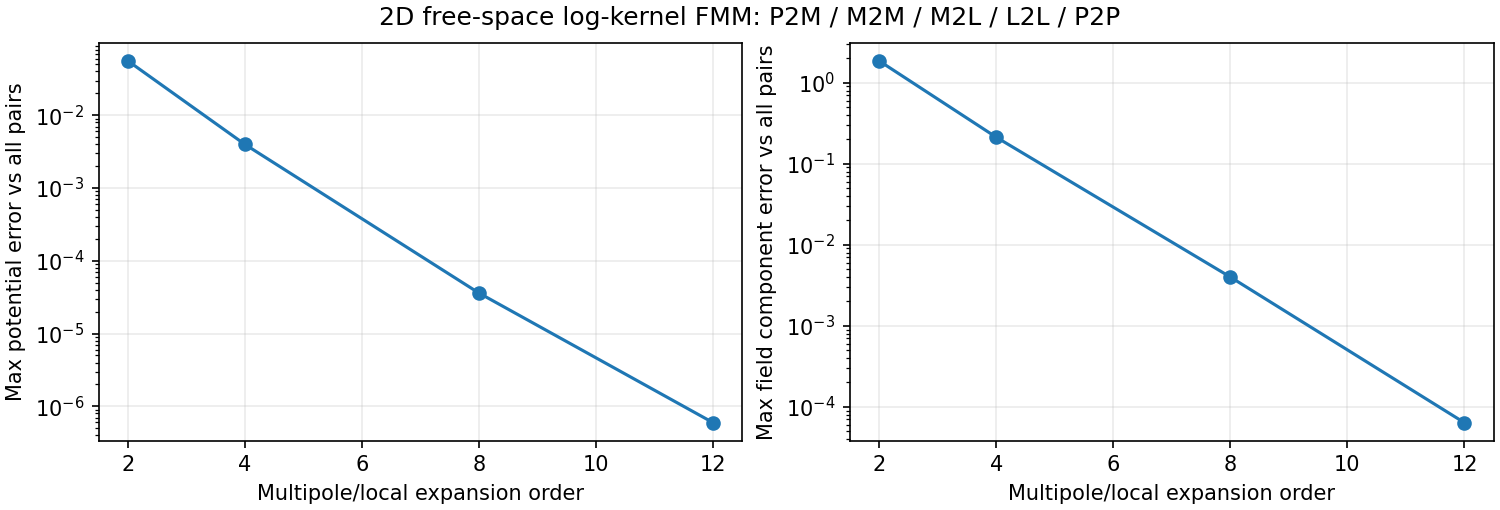 2D free-space log-kernel FMM: P2M / M2M / M2L / L2L / P2P
Max potential error vs all pairs
10⁻²
10⁻³
10⁻⁴
10⁻⁵
10⁻⁶
2 4 6 8 10 12
Multipole/local expansion order
Max field component error vs all pairs
10⁰
10⁻¹
10⁻²
10⁻³
10⁻⁴
2 4 6 8 10 12
Multipole/local expansion order